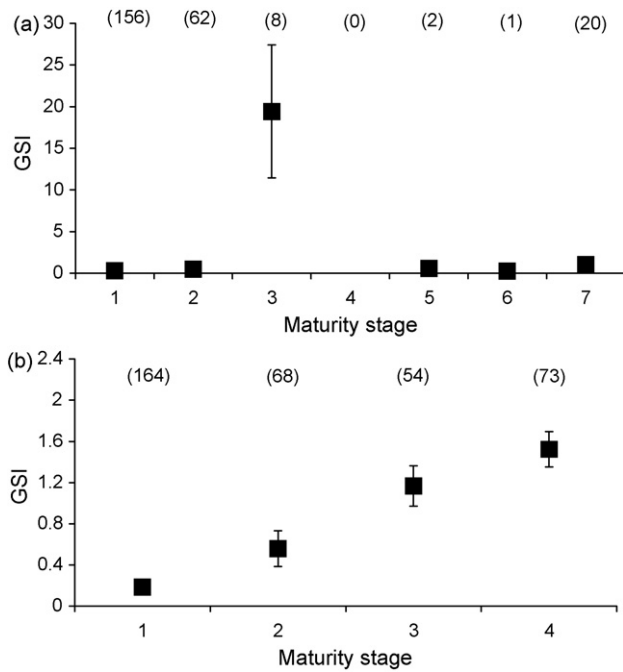 (a) 30 (156) (62) (8) (0) (2) (1) (20)
25
20
15
10
5
0
GSI
1 2 3 4 5 6 7
Maturity stage
(b) 2.4 (164) (68) (54) (73)
2
1.6
1.2
0.8
0.4
0
GSI
1 2 3 4
Maturity stage